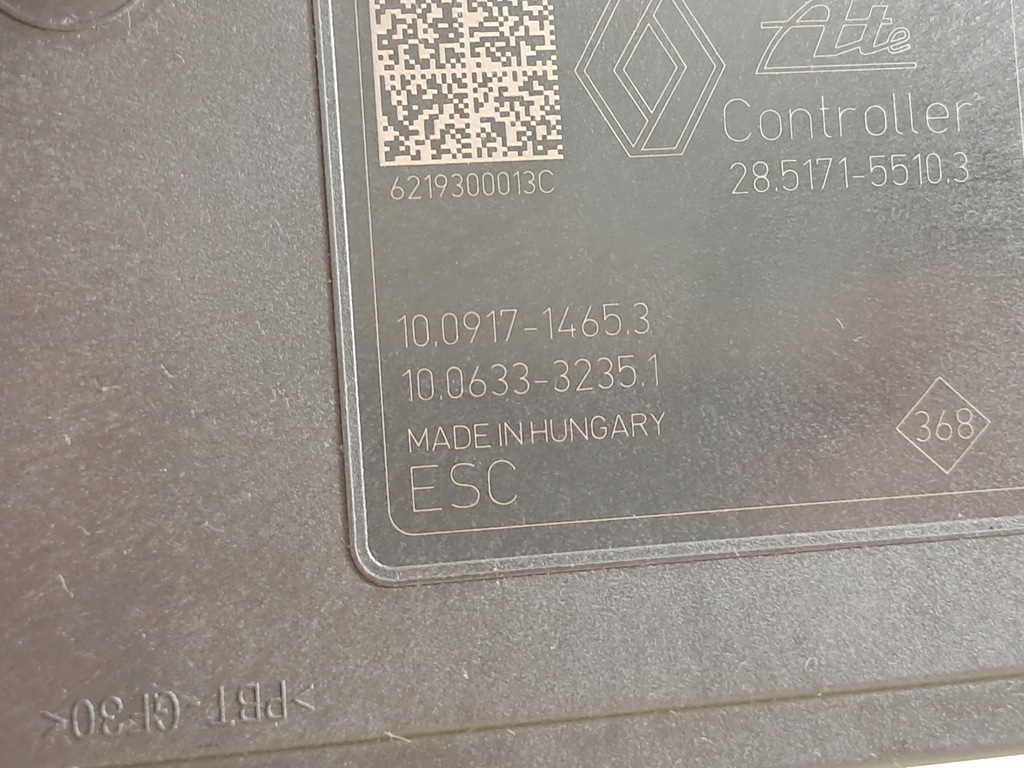 Ate
Controller
28.5171-5510.3
6219300013C
10.0917-1465.3
10.0633-3235.1
MADE IN HUNGARY
ESC
368
>PBT-GF30<